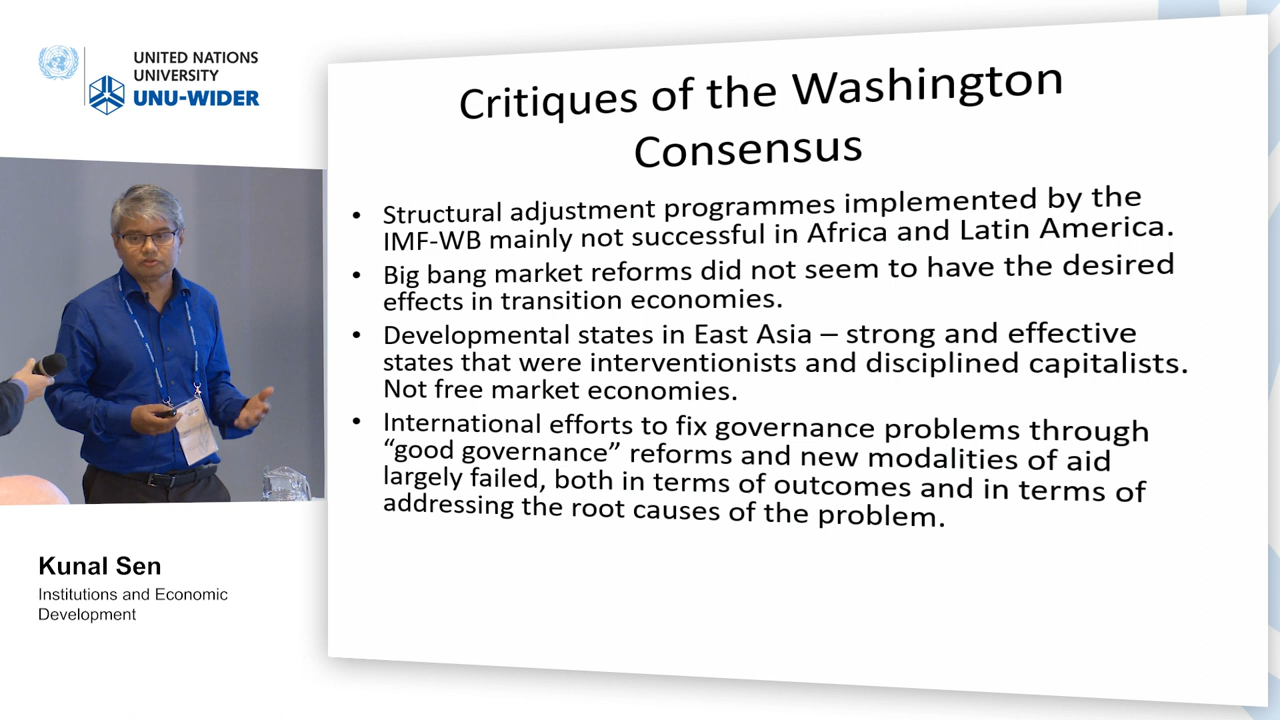 UNITED NATIONS
UNIVERSITY
UNU-WIDER
Critiques of the Washington
Consensus
• Structural adjustment programmes implemented by the
IMF-WB mainly not successful in Africa and Latin America.
• Big bang market reforms did not seem to have the desired
effects in transition economies.
• Developmental states in East Asia – strong and effective
states that were interventionists and disciplined capitalists.
Not free market economies.
• International efforts to fix governance problems through
“good governance” reforms and new modalities of aid
largely failed, both in terms of outcomes and in terms of
addressing the root causes of the problem.
Kunal Sen
Institutions and Economic
Development